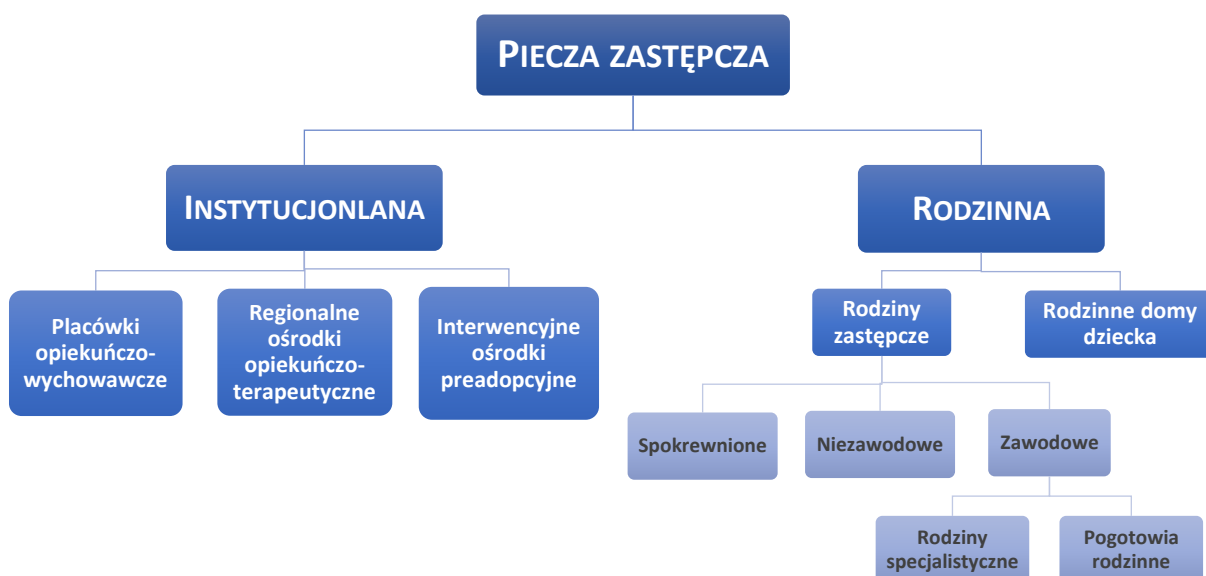 PIECZA ZASTĘPCZA
INSTYTUCJONLANA
RODZINNA
Placówki
opiekuńczo-
wychowawcze
Regionalne
ośrodki
opiekuńczo-
terapeutyczne
Interwencyjne
ośrodki
preadopcyjne
Rodziny
zastępcze
Rodzinne domy
dziecka
Spokrewnione
Niezawodowe
Zawodowe
Rodziny
specjalistyczne
Pogotowia
rodzinne